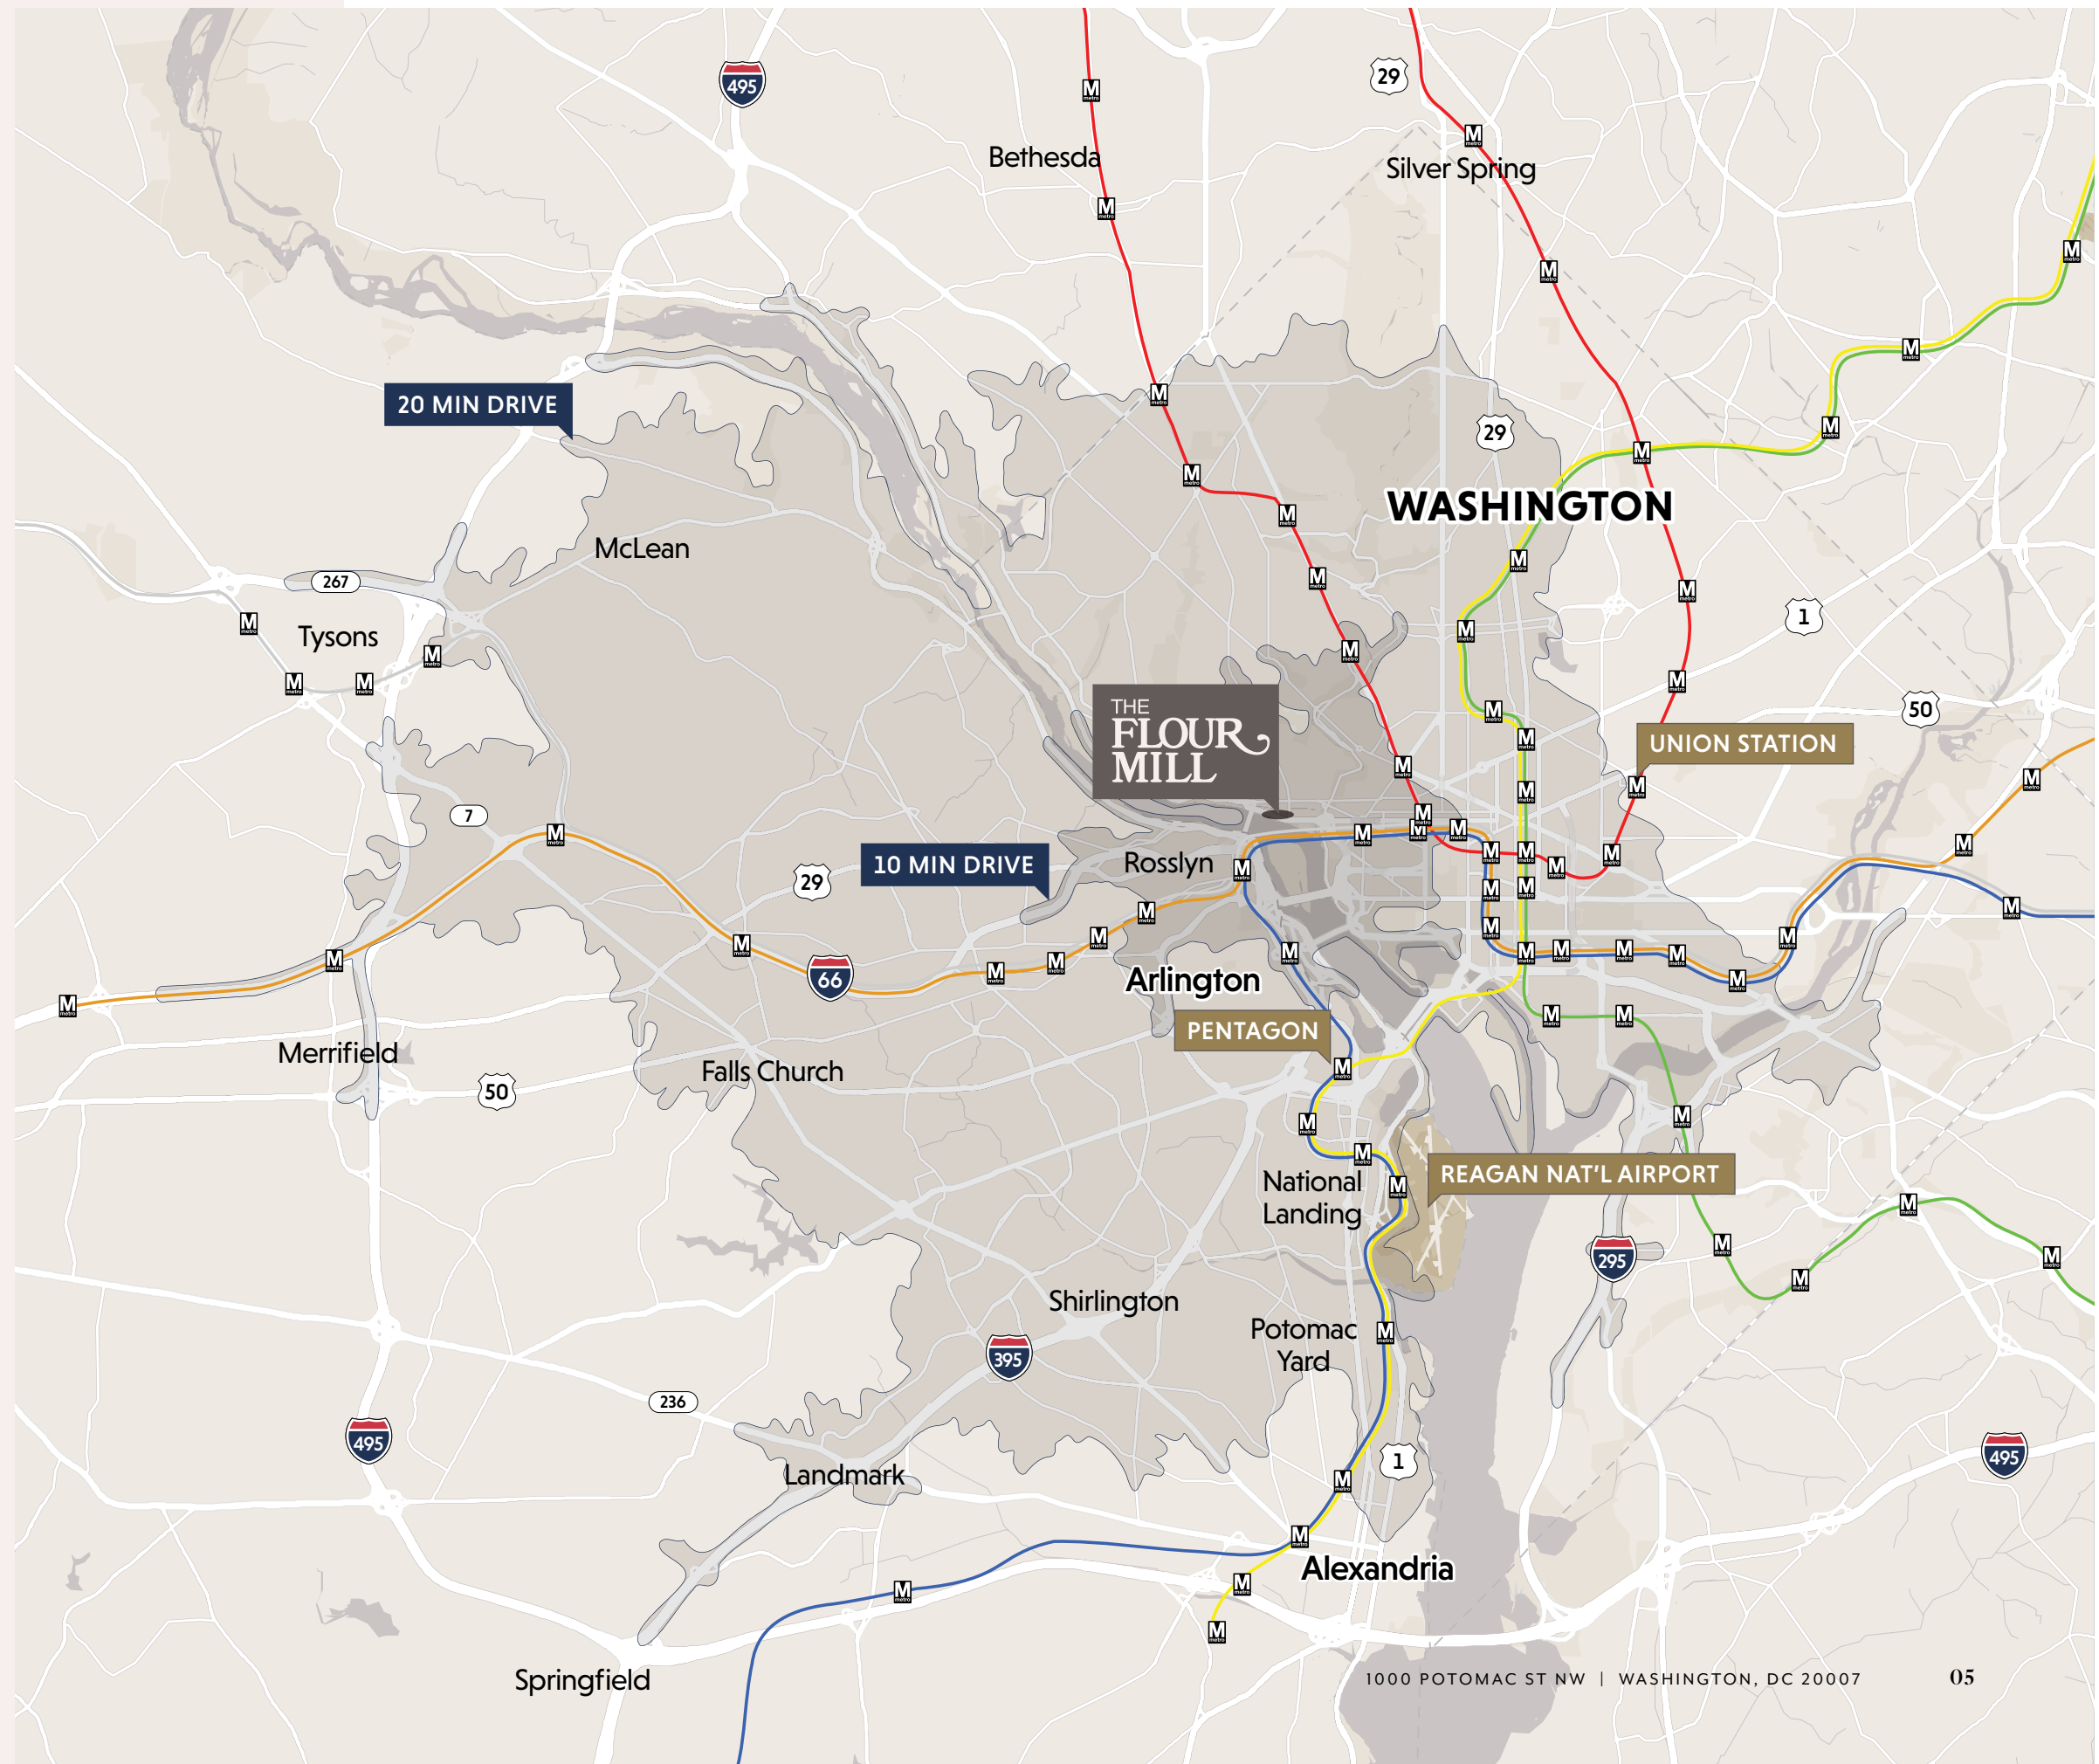 495
29
Bethesda
Silver Spring
20 MIN DRIVE
29
WASHINGTON
McLean
267
1
Tysons
THE
FLOUR
MILL
50
UNION STATION
7
10 MIN DRIVE
Rosslyn
29
66
Arlington
PENTAGON
Merrifield
Falls Church
50
REAGAN NAT'L AIRPORT
National
Landing
295
Shirlington
Potomac
Yard
395
236
495
1
495
Landmark
Alexandria
Springfield
1000 POTOMAC ST NW | WASHINGTON, DC 20007
05